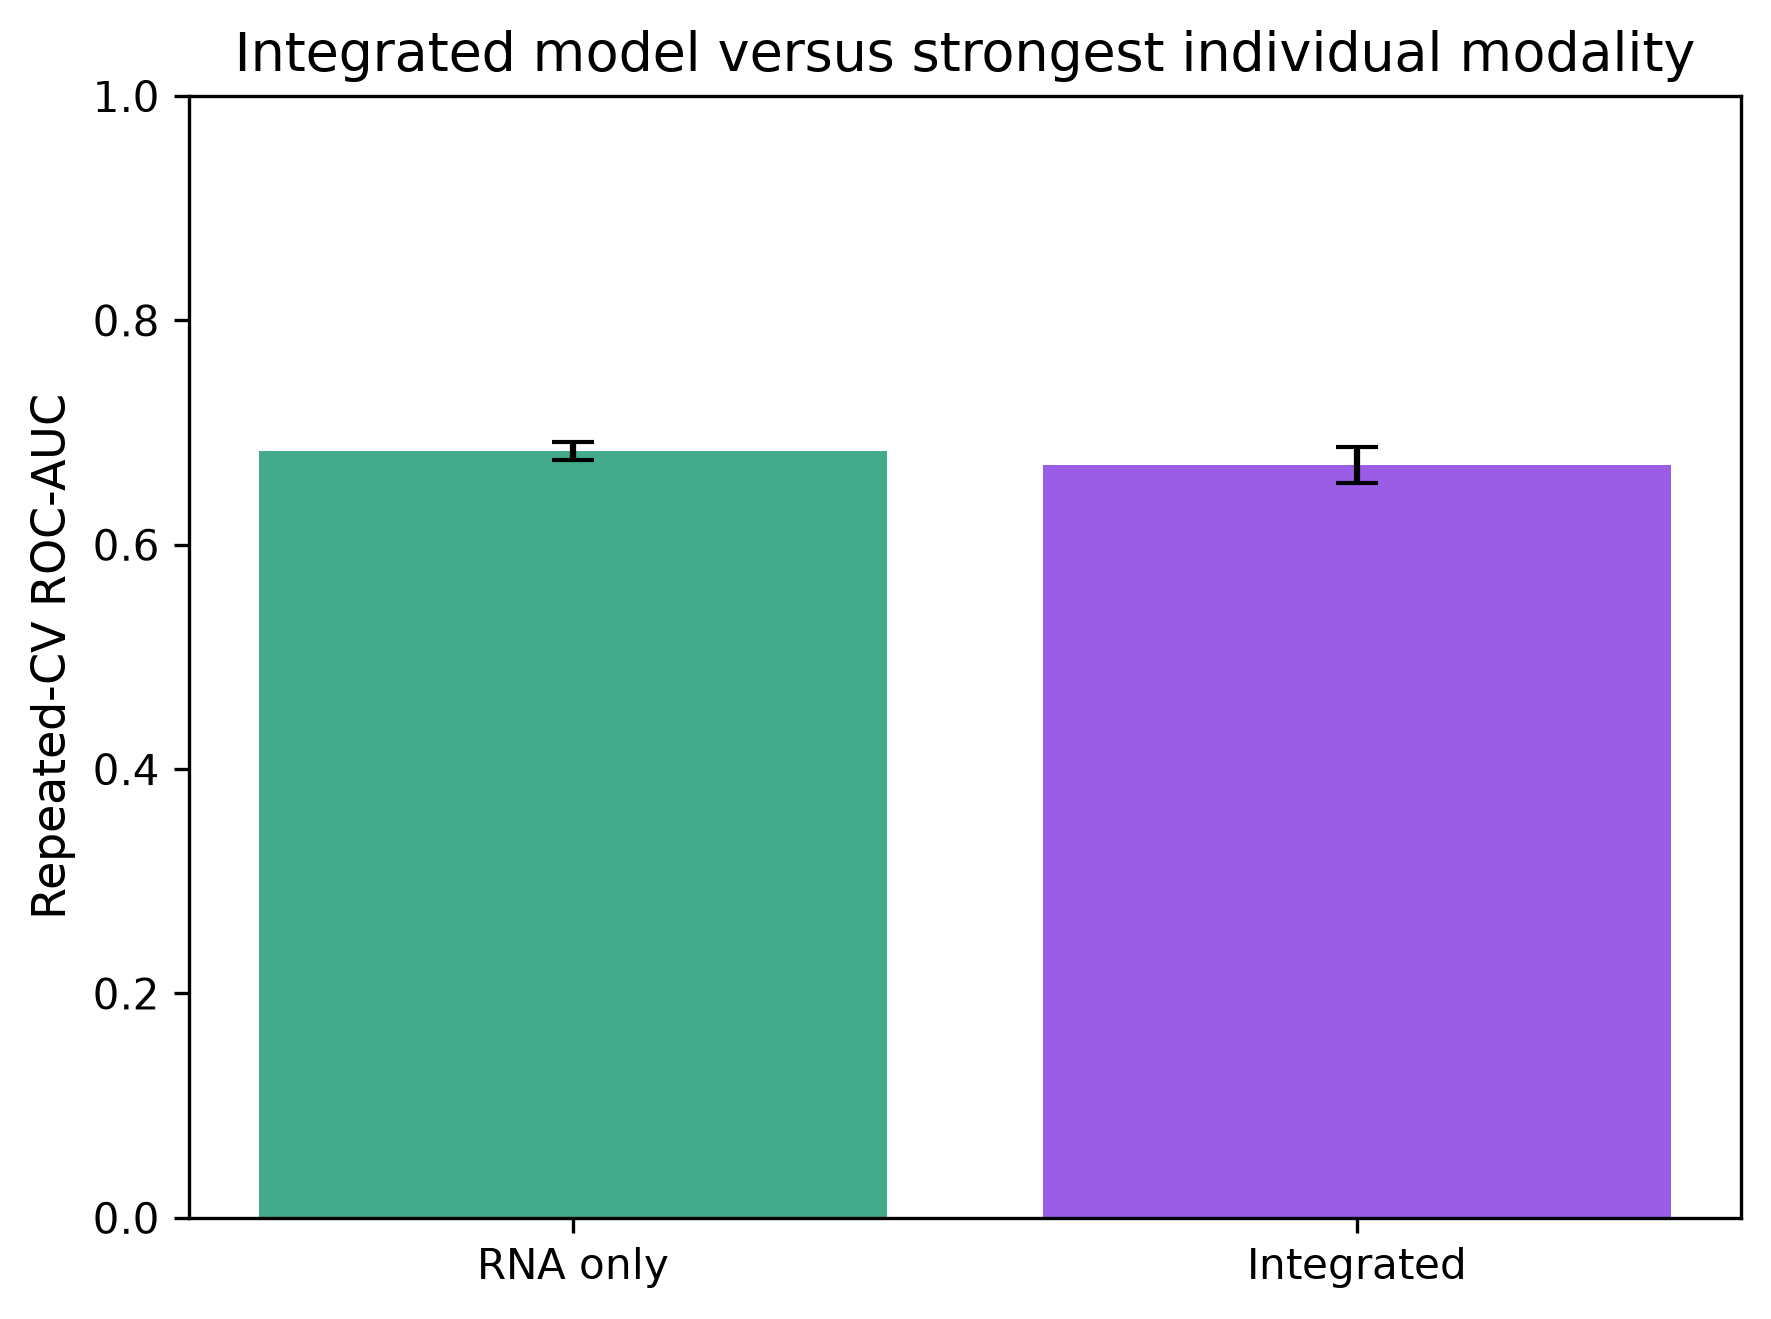 Integrated model versus strongest individual modality
Repeated-CV ROC-AUC
1.0
0.8
0.6
0.4
0.2
0.0
RNA only
Integrated